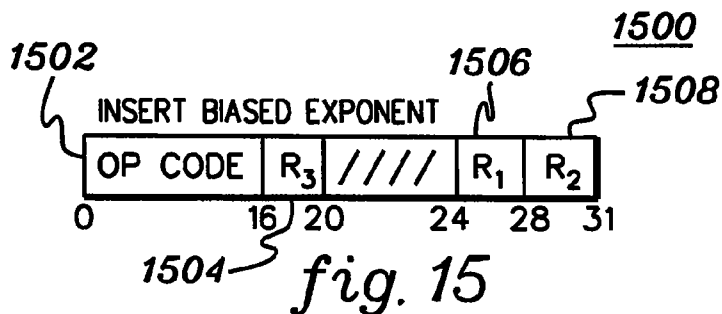 1500
1502
1506
1508
INSERT BIASED EXPONENT
OP CODE R₃ //// R₁ R₂
0 16 20 24 28 31
1504
fig. 15